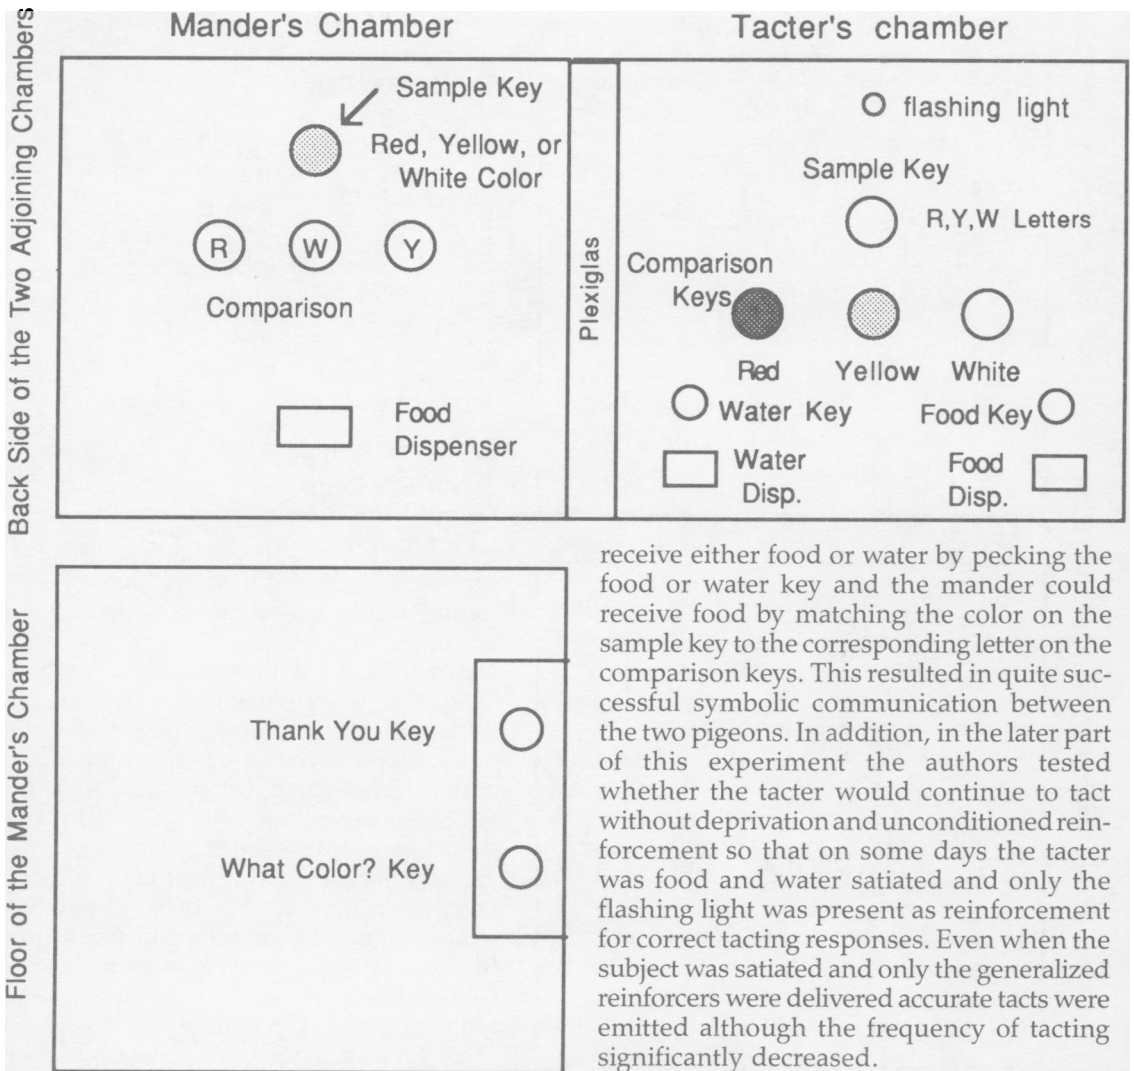 Mander's Chamber
Tacter's chamber
Back Side of the Two Adjoining Chambers
Sample Key
Red, Yellow, or
White Color
R
W
Y
Comparison
Food
Dispenser
Plexiglas
flashing light
Sample Key
R,Y,W Letters
Comparison
Keys
Red
Yellow
White
Water Key
Food Key
Water
Disp.
Food
Disp.
Floor of the Mander's Chamber
Thank You Key
What Color? Key
receive either food or water by pecking the
food or water key and the mander could
receive food by matching the color on the
sample key to the corresponding letter on the
comparison keys. This resulted in quite suc-
cessful symbolic communication between
the two pigeons. In addition, in the later part
of this experiment the authors tested
whether the tacter would continue to tact
without deprivation and unconditioned rein-
forcement so that on some days the tacter
was food and water satiated and only the
flashing light was present as reinforcement
for correct tacting responses. Even when the
subject was satiated and only the generalized
reinforcers were delivered accurate tacts were
emitted although the frequency of tacting
significantly decreased.